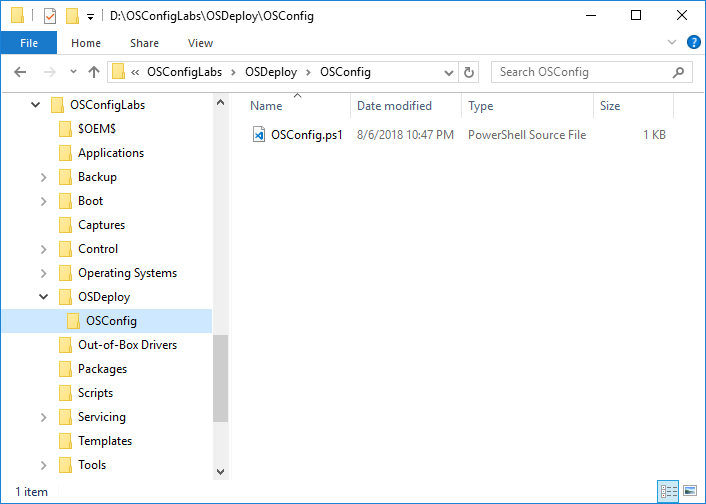 D:\OSConfigLabs\OSDeploy\OSConfig
File Home Share View
« OSConfigLabs > OSDeploy > OSConfig
Search OSConfig
Name Date modified Type Size
OSConfig.ps1 8/6/2018 10:47 PM PowerShell Source File 1 KB
OSConfigLabs
$OEM$
Applications
Backup
Boot
Captures
Control
Operating Systems
OSDeploy
OSConfig
Out-of-Box Drivers
Packages
Scripts
Servicing
Templates
Tools
1 item